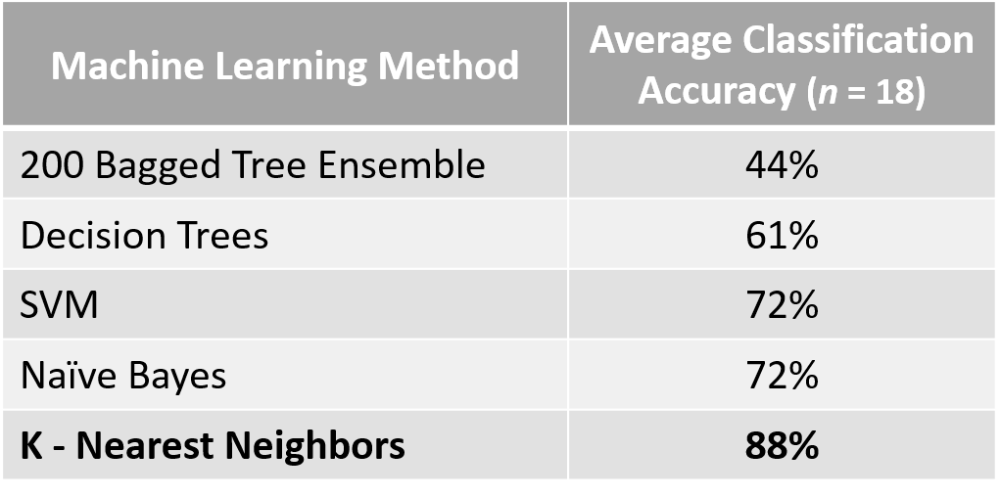 Machine Learning Method
Average Classification
Accuracy (n = 18)
200 Bagged Tree Ensemble
44%
Decision Trees
61%
SVM
72%
Naïve Bayes
72%
K - Nearest Neighbors
88%